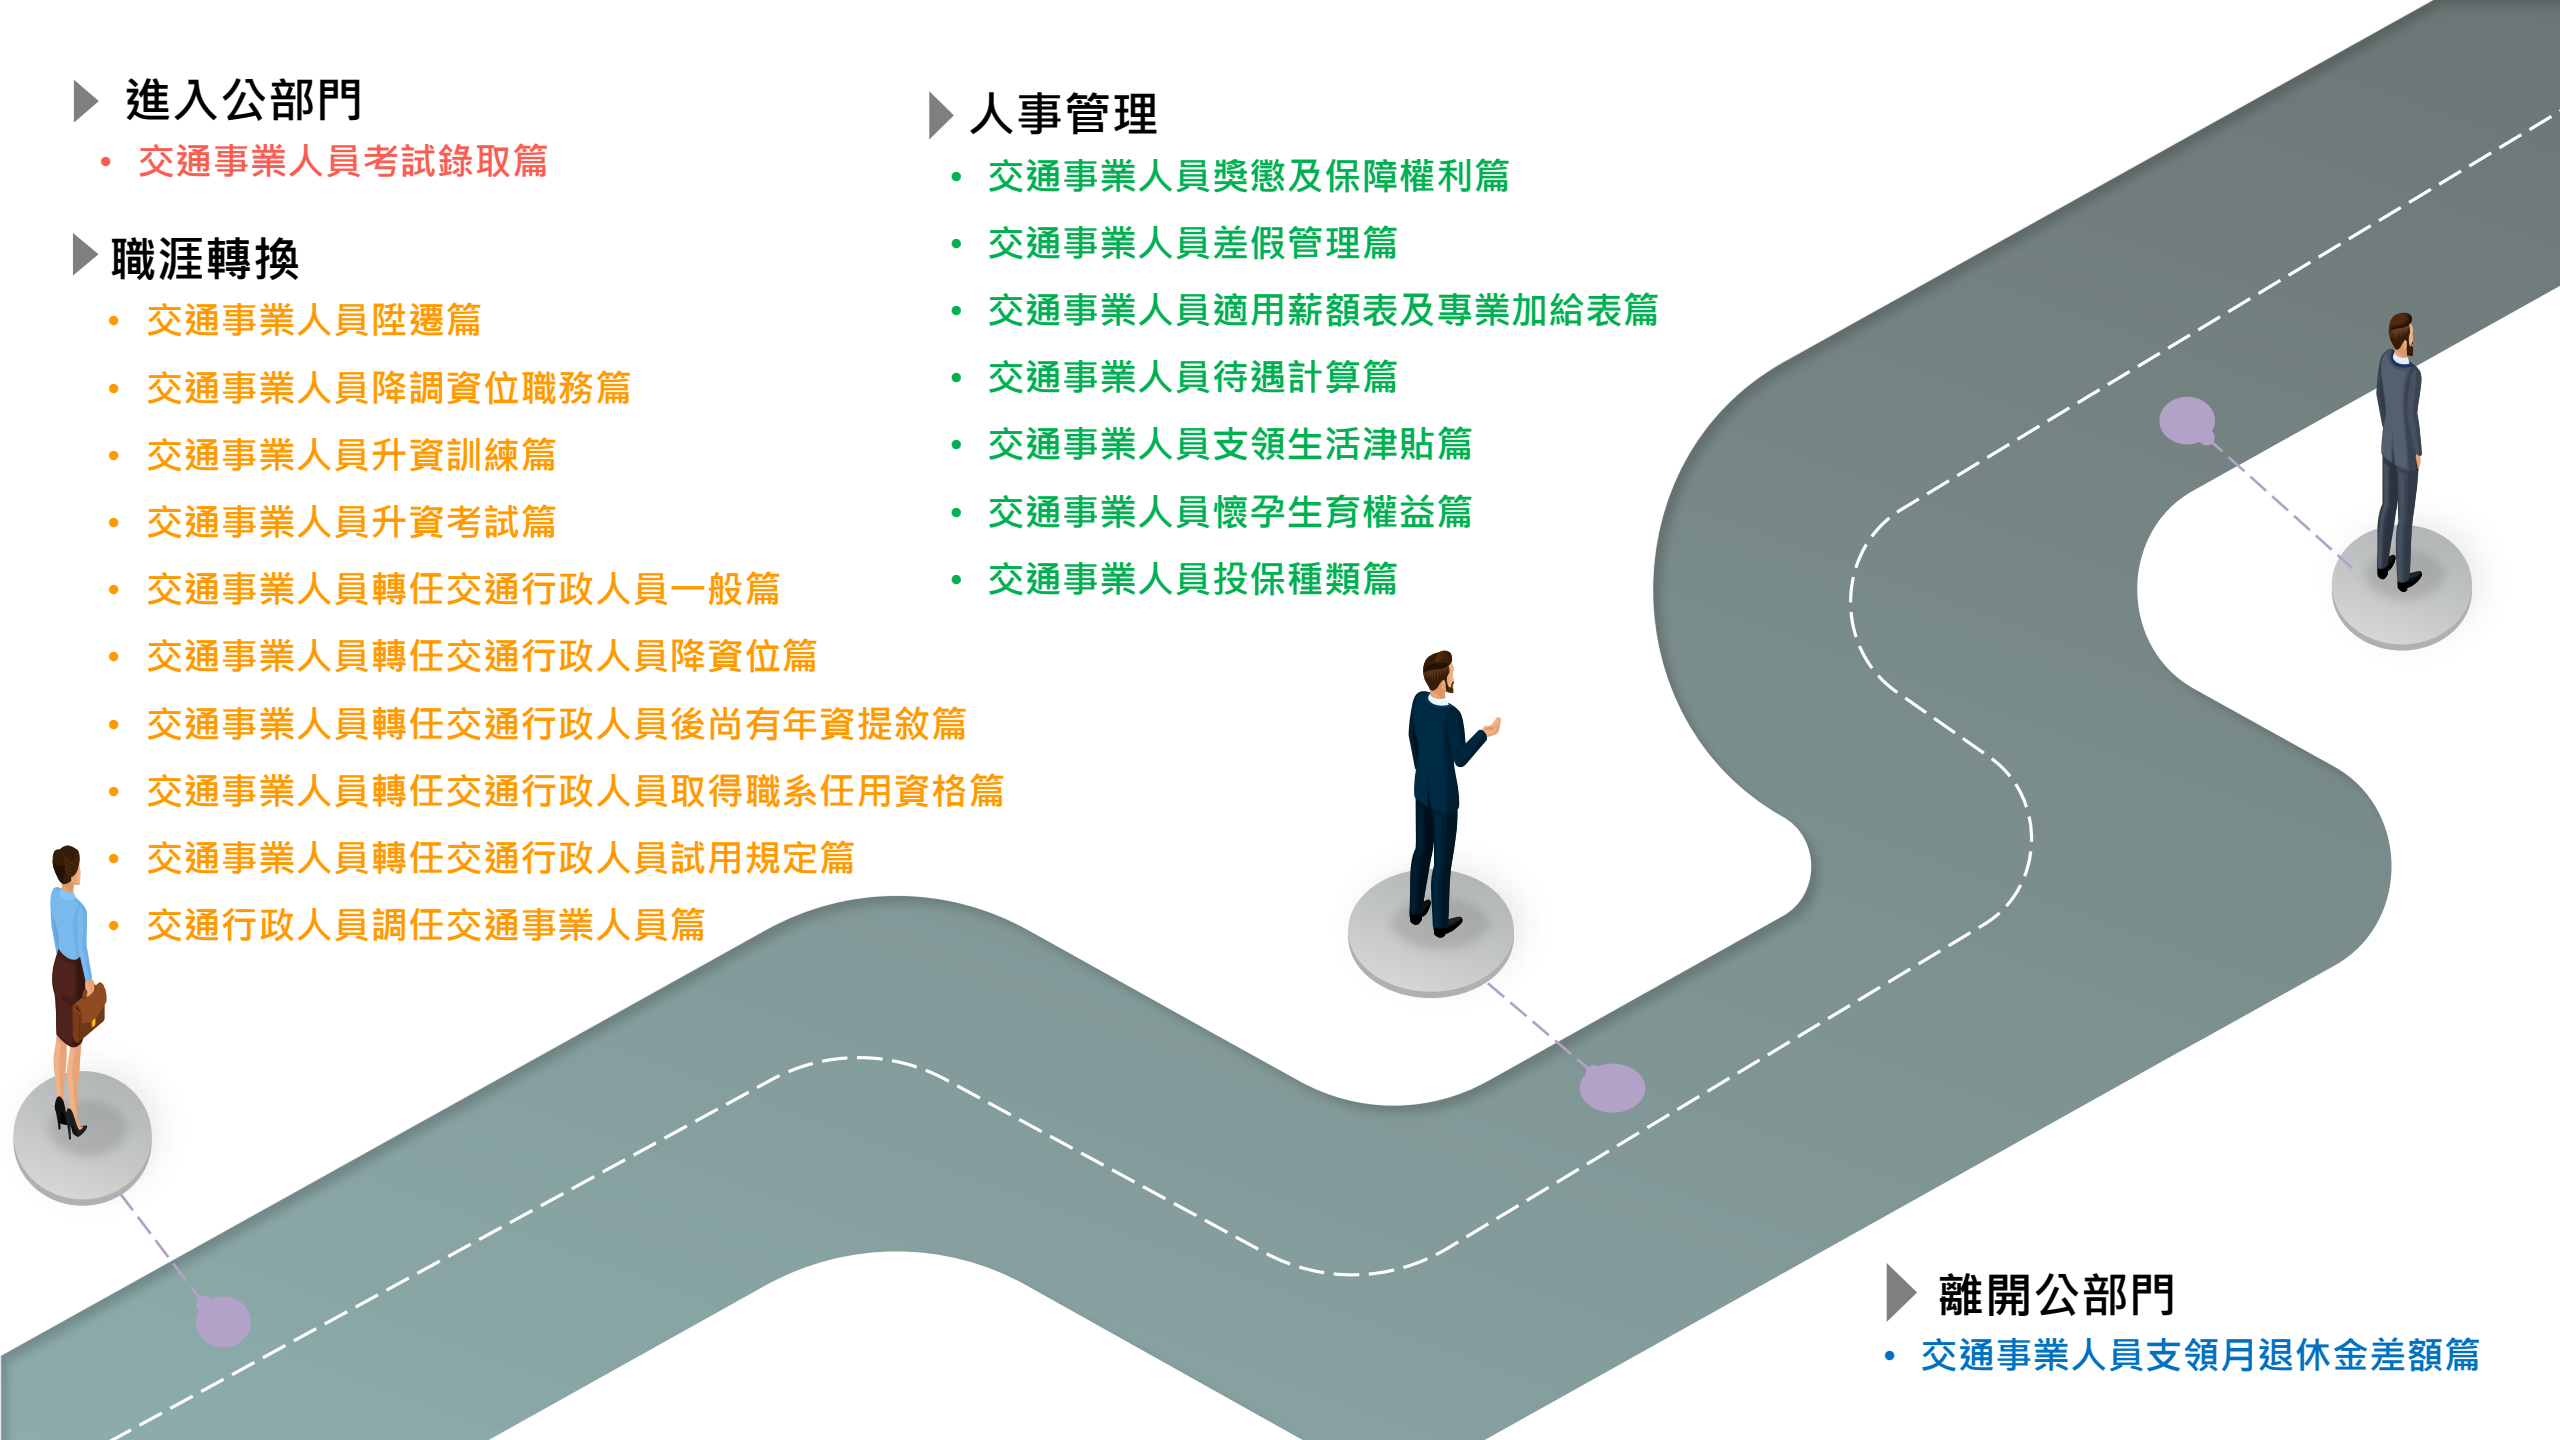 進入公部門
交通事業人員考試錄取篇
職涯轉換
交通事業人員陞遷篇
交通事業人員降調資位職務篇
交通事業人員升資訓練篇
交通事業人員升資考試篇
交通事業人員轉任交通行政人員一般篇
交通事業人員轉任交通行政人員降資位篇
交通事業人員轉任交通行政人員後尚有年資提敘篇
交通事業人員轉任交通行政人員取得職系任用資格篇
交通事業人員轉任交通行政人員試用規定篇
交通行政人員調任交通事業人員篇
人事管理
交通事業人員獎懲及保障權利篇
交通事業人員差假管理篇
交通事業人員適用薪額表及專業加給表篇
交通事業人員待遇計算篇
交通事業人員支領生活津貼篇
交通事業人員懷孕生育權益篇
交通事業人員投保種類篇
離開公部門
交通事業人員支領月退休金差額篇